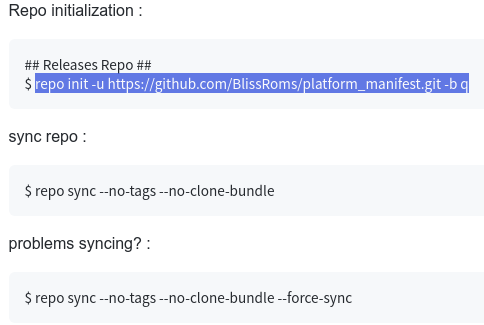 Repo initialization :
## Releases Repo ##
$ repo init -u https://github.com/BlissRoms/platform_manifest.git -b q
sync repo :
$ repo sync --no-tags --no-clone-bundle
problems syncing? :
$ repo sync --no-tags --no-clone-bundle --force-sync